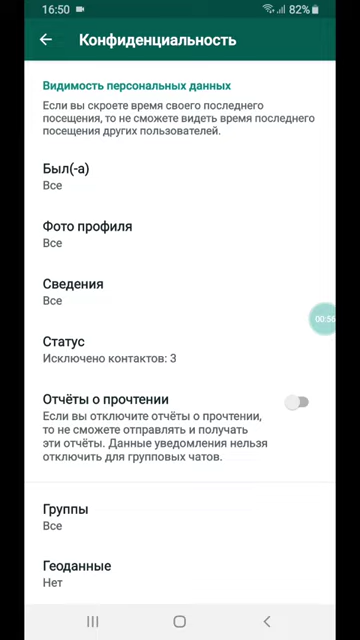 16:50 82%
Конфиденциальность
Видимость персональных данных
Если вы скроете время своего последнего
посещения, то не сможете видеть время последнего
посещения других пользователей.
Был(-а)
Все
Фото профиля
Все
Сведения
Все
00:56
Статус
Исключено контактов: 3
Отчёты о прочтении
Если вы отключите отчёты о прочтении,
то не сможете отправлять и получать
эти отчёты. Данные уведомления нельзя
отключить для групповых чатов.
Группы
Все
Геоданные
Нет